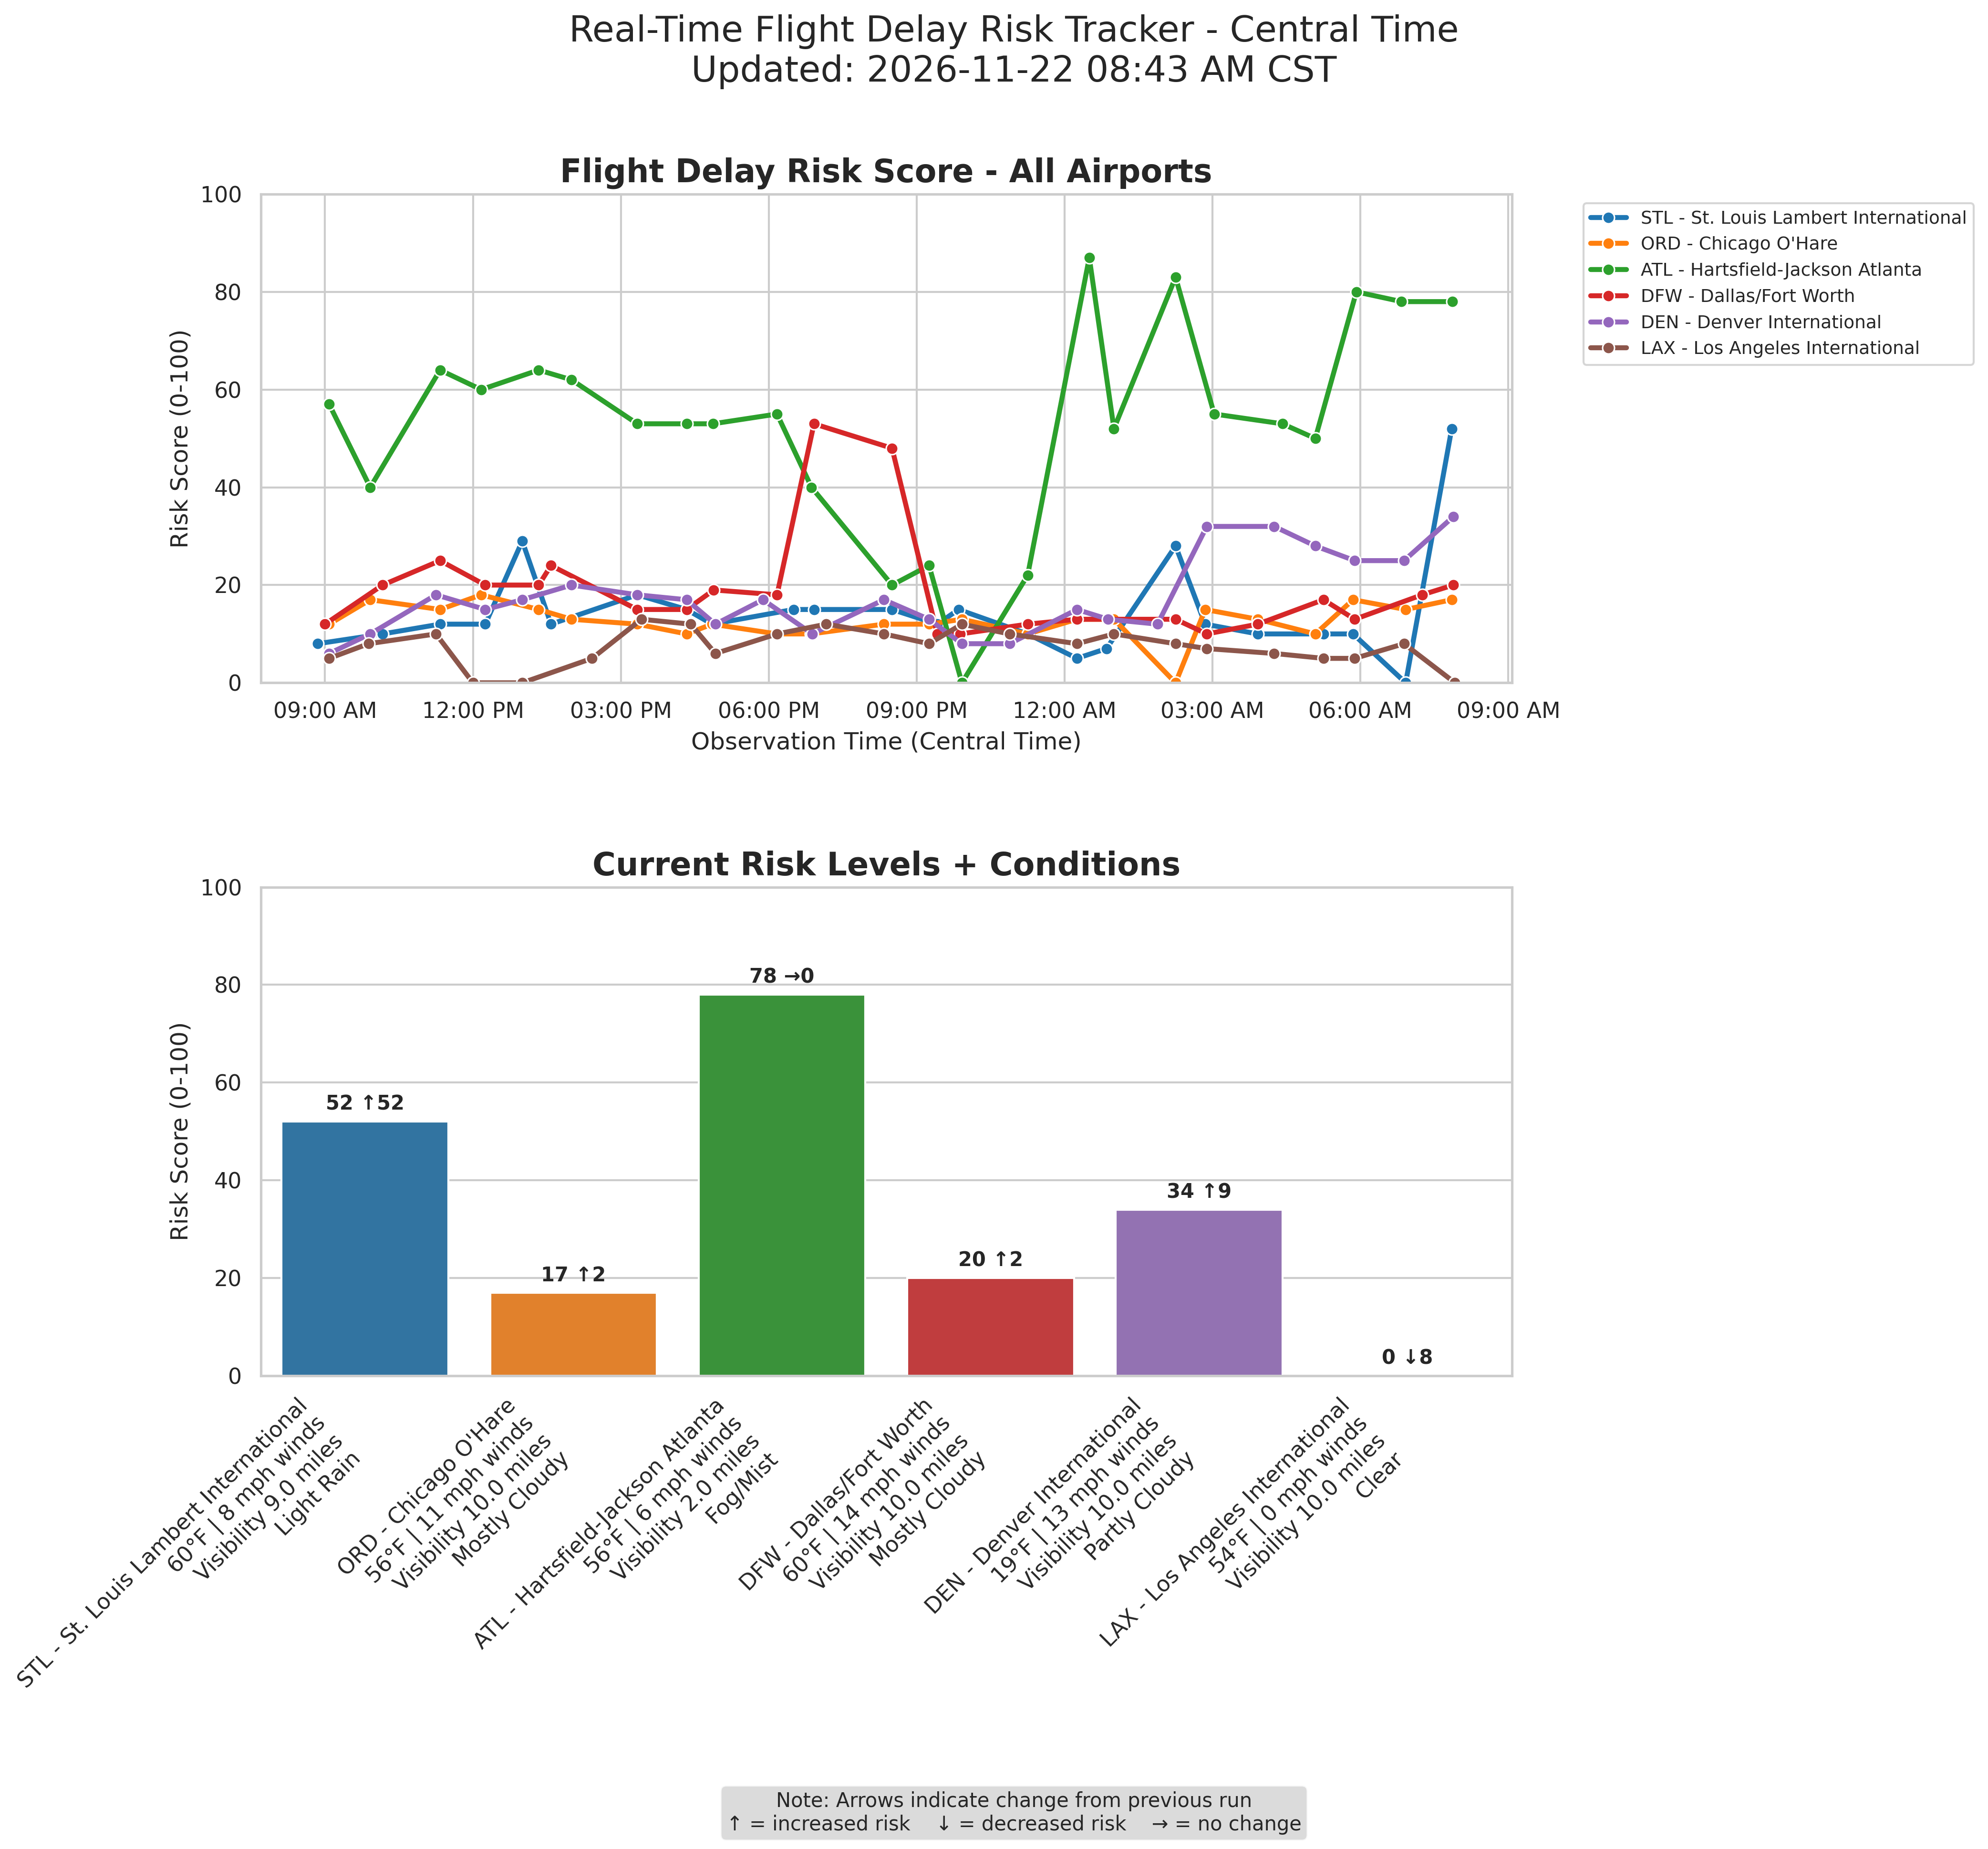 Real-Time Flight Delay Risk Tracker - Central Time
Updated: 2026-11-22 08:43 AM CST
Flight Delay Risk Score - All Airports
100
80
60
40
20
0
Risk Score (0-100)
09:00 AM
12:00 PM
03:00 PM
06:00 PM
09:00 PM
12:00 AM
03:00 AM
06:00 AM
09:00 AM
Observation Time (Central Time)
STL - St. Louis Lambert International
ORD - Chicago O'Hare
ATL - Hartsfield-Jackson Atlanta
DFW - Dallas/Fort Worth
DEN - Denver International
LAX - Los Angeles International
Current Risk Levels + Conditions
100
80
60
40
20
0
Risk Score (0-100)
52 ↑52
17 ↑2
78 →0
20 ↑2
34 ↑9
0 ↓8
STL - St. Louis Lambert International
60°F | 8 mph winds
Visibility 9.0 miles
Light Rain
ORD - Chicago O'Hare
56°F | 11 mph winds
Visibility 10.0 miles
Mostly Cloudy
ATL - Hartsfield-Jackson Atlanta
56°F | 6 mph winds
Visibility 2.0 miles
Fog/Mist
DFW - Dallas/Fort Worth
60°F | 14 mph winds
Visibility 10.0 miles
Mostly Cloudy
DEN - Denver International
19°F | 13 mph winds
Visibility 10.0 miles
Partly Cloudy
LAX - Los Angeles International
54°F | 0 mph winds
Visibility 10.0 miles
Clear
Note: Arrows indicate change from previous run
↑ = increased risk ↓ = decreased risk → = no change